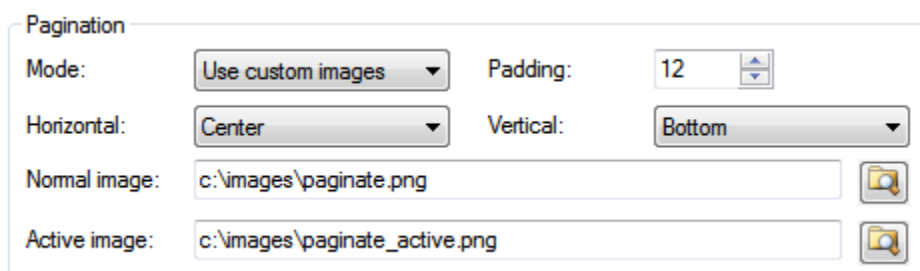 Pagination
Mode: Use custom images Padding: 12
Horizontal: Center Vertical: Bottom
Normal image: c:\images\paginate.png
Active image: c:\images\paginate_active.png